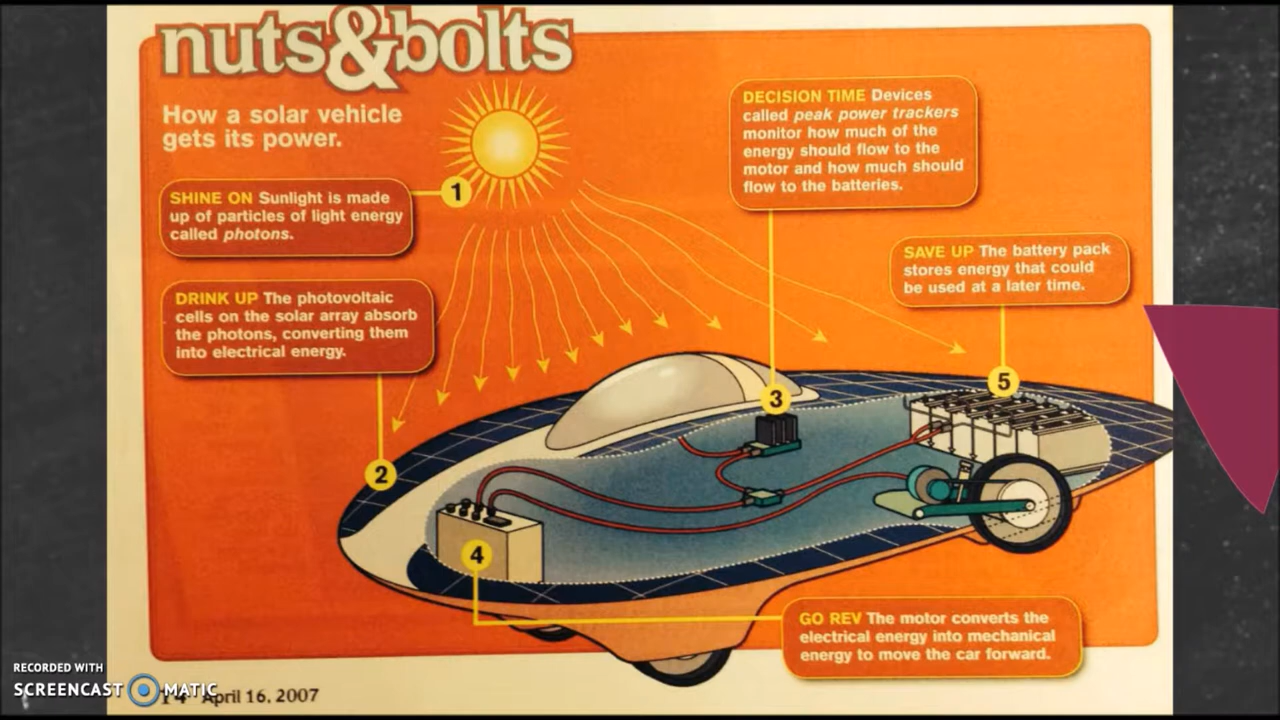 nuts&bolts
How a solar vehicle
gets its power.
1
SHINE ON Sunlight is made
up of particles of light energy
called photons.
DRINK UP The photovoltaic
cells on the solar array absorb
the photons, converting them
into electrical energy.
2
DECISION TIME Devices
called peak power trackers
monitor how much of the
energy should flow to the
motor and how much should
flow to the batteries.
3
SAVE UP The battery pack
stores energy that could
be used at a later time.
5
4
GO REV The motor converts the
electrical energy into mechanical
energy to move the car forward.
RECORDED WITH
SCREENCAST MATIC
14 April 16, 2007